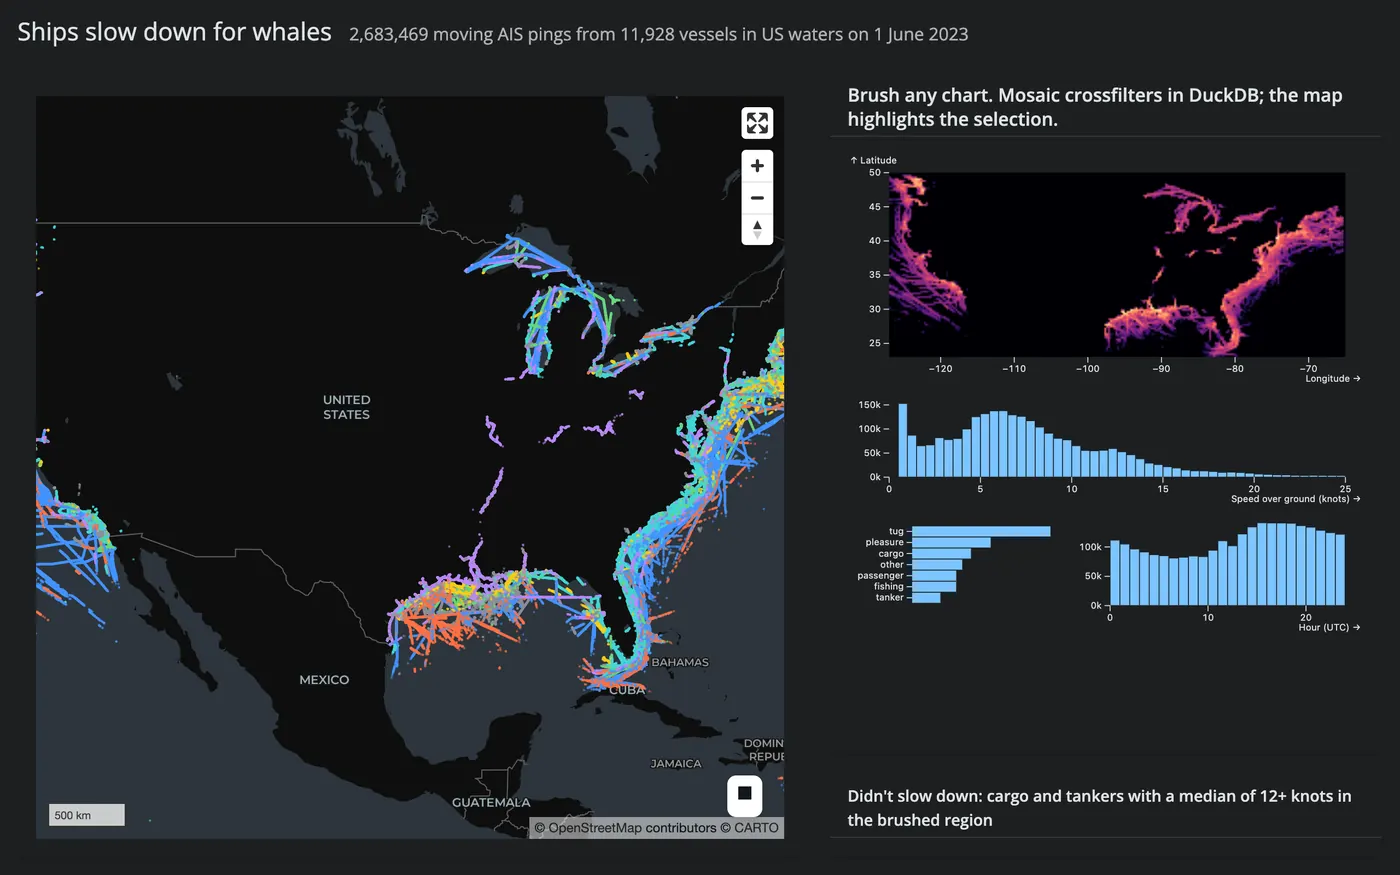 Ships slow down for whales 2,683,469 moving AIS pings from 11,928 vessels in US waters on 1 June 2023
UNITED
STATES
MEXICO
BAHAMAS
CUBA
DOMIN
REPU
JAMAICA
GUATEMALA
500 km
© OpenStreetMap contributors © CARTO
Brush any chart. Mosaic crossfilters in DuckDB; the map
highlights the selection.
↑ Latitude
50
45
40
35
30
25
−120 −110 −100 −90 −80 −70
Longitude →
150k
100k
50k
0k
0 5 10 15 20 25
Speed over ground (knots) →
tug
pleasure
cargo
other
passenger
fishing
tanker
100k
50k
0k
0 10 20
Hour (UTC) →
Didn't slow down: cargo and tankers with a median of 12+ knots in
the brushed region